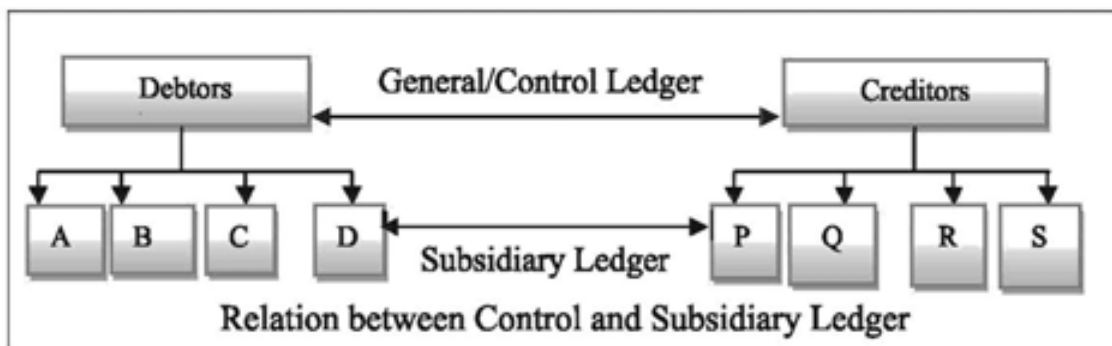 Debtors
General/Control Ledger
Creditors
A B C D P Q R S
Subsidiary Ledger
Relation between Control and Subsidiary Ledger